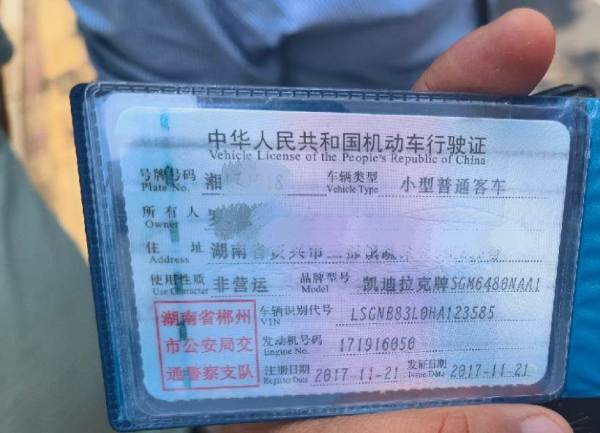 中华人民共和国机动车行驶证
Vehicle License of the People's Republic of China
号牌号码 湘 8 车辆类型 小型普通客车
Plate No. Vehicle Type
所有人
Owner
住址 湖南省资兴市
Address
使用性质 非营运 品牌型号 凯迪拉克牌SGM6480NAA1
Use Character Model
湖南省郴州 车辆识别代号 LSGNB83L0HA123585
VIN
市公安局交 发动机号码 171916050
Engine No.
通警察支队 注册日期 2017-11-21 发证日期 2017-11-21
Register Date Issue Date